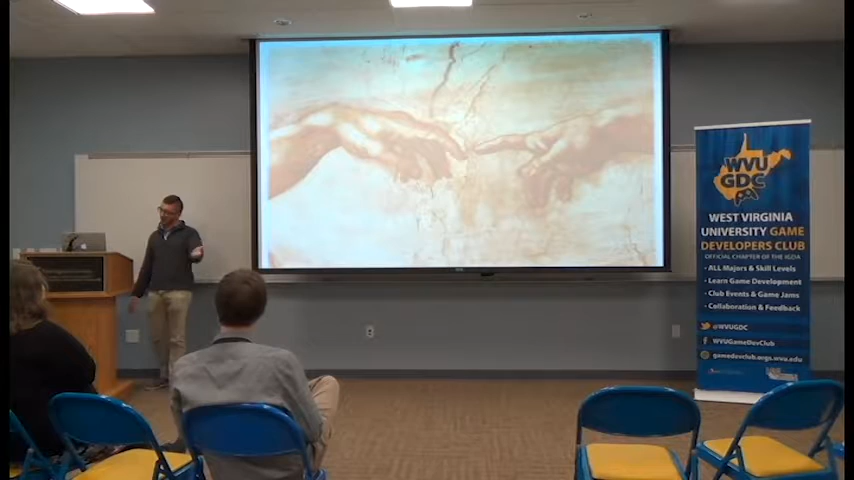 WVU
GDC
WEST VIRGINIA
UNIVERSITY GAME
DEVELOPERS CLUB
OFFICIAL CHAPTER OF THE IGDA
· ALL Majors & Skill Levels
· Learn Game Development
· Club Events & Game Jams
· Collaboration & Feedback
@WVUGDC
WVUGameDevClub
gamedevclub.orgs.wvu.edu